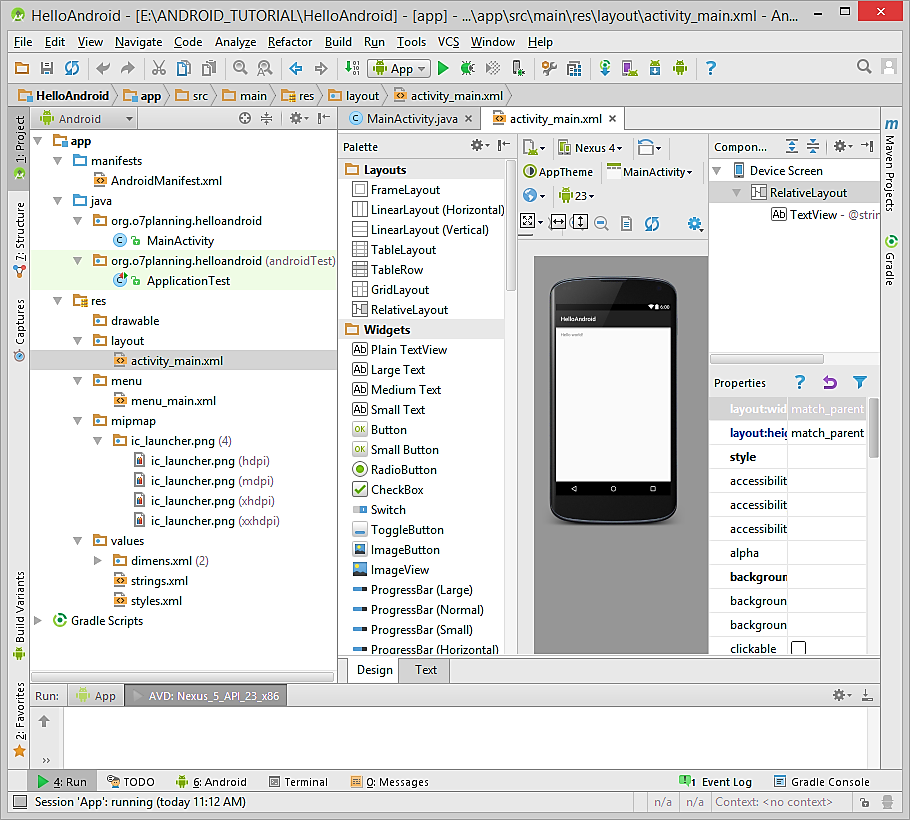 HelloAndroid - [E:\ANDROID_TUTORIAL\HelloAndroid] - [app] - ...\app\src\main\res\layout\activity_main.xml - An...
File Edit View Navigate Code Analyze Refactor Build Run Tools VCS Window Help
App
HelloAndroid app src main res layout activity_main.xml
1: Project
7: Structure
Captures
Build Variants
2: Favorites
Android
app
manifests
AndroidManifest.xml
java
org.o7planning.helloandroid
MainActivity
org.o7planning.helloandroid (androidTest)
ApplicationTest
res
drawable
layout
activity_main.xml
menu
menu_main.xml
mipmap
ic_launcher.png (4)
ic_launcher.png (hdpi)
ic_launcher.png (mdpi)
ic_launcher.png (xhdpi)
ic_launcher.png (xxhdpi)
values
dimens.xml (2)
strings.xml
styles.xml
Gradle Scripts
MainActivity.java activity_main.xml
Palette
Layouts
FrameLayout
LinearLayout (Horizontal)
LinearLayout (Vertical)
TableLayout
TableRow
GridLayout
RelativeLayout
Widgets
Plain TextView
Large Text
Medium Text
Small Text
Button
Small Button
RadioButton
CheckBox
Switch
ToggleButton
ImageButton
ImageView
ProgressBar (Large)
ProgressBar (Normal)
ProgressBar (Small)
ProgressBar (Horizontal)
Design Text
Nexus 4
AppTheme MainActivity
23
6:00
HelloAndroid
Hello world!
Compon...
Device Screen
RelativeLayout
TextView - @strin
Properties
layout:wid match_parent
layout:heig match_parent
style
accessibilit
accessibilit
accessibilit
alpha
backgroun
backgroun
backgroun
clickable
Maven Projects
Gradle
Run: App AVD: Nexus_5_API_23_x86
4: Run TODO 6: Android Terminal 0: Messages Event Log Gradle Console
Session 'App': running (today 11:12 AM) n/a n/a Context: <no context>